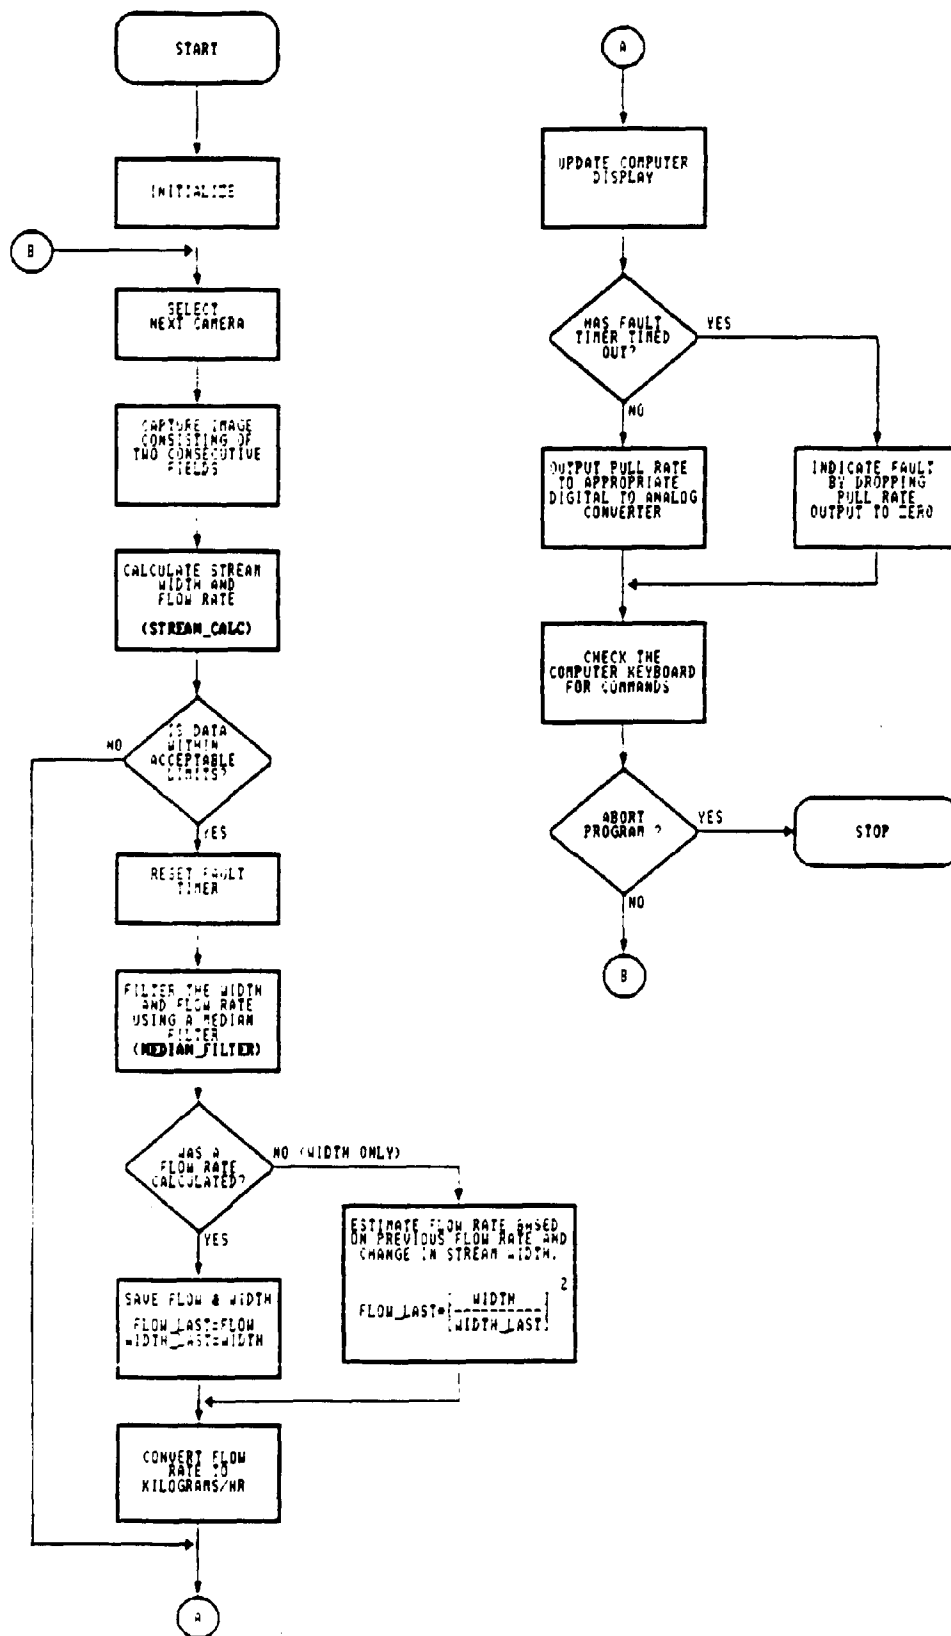 START
INITIALIZE
B
SELECT
NEXT CAMERA
CAPTURE IMAGE
CONSISTING OF
TWO CONSECUTIVE
FIELDS
CALCULATE STREAM
WIDTH AND
FLOW RATE
(STREAM_CALC)
IS DATA
WITHIN
ACCEPTABLE
LIMITS?
NO
YES
RESET FAULT
TIMER
FILTER THE WIDTH
AND FLOW RATE
USING A MEDIAN
FILTER
(MEDIAN_FILTER)
WAS A
FLOW RATE
CALCULATED?
NO (WIDTH ONLY)
YES
ESTIMATE FLOW RATE BASED
ON PREVIOUS FLOW RATE AND
CHANGE IN STREAM WIDTH.
2
WIDTH
FLOW_LAST*[---------]
WIDTH_LAST
SAVE FLOW & WIDTH
FLOW_LAST=FLOW
WIDTH_LAST=WIDTH
CONVERT FLOW
RATE TO
KILOGRAMS/HR
A
A
UPDATE COMPUTER
DISPLAY
HAS FAULT
TIMER TIMED
OUT?
YES
NO
OUTPUT PULL RATE
TO APPROPRIATE
DIGITAL TO ANALOG
CONVERTER
INDICATE FAULT
BY DROPPING
PULL RATE
OUTPUT TO ZERO
CHECK THE
COMPUTER KEYBOARD
FOR COMMANDS
ABORT
PROGRAM ?
YES
STOP
NO
B